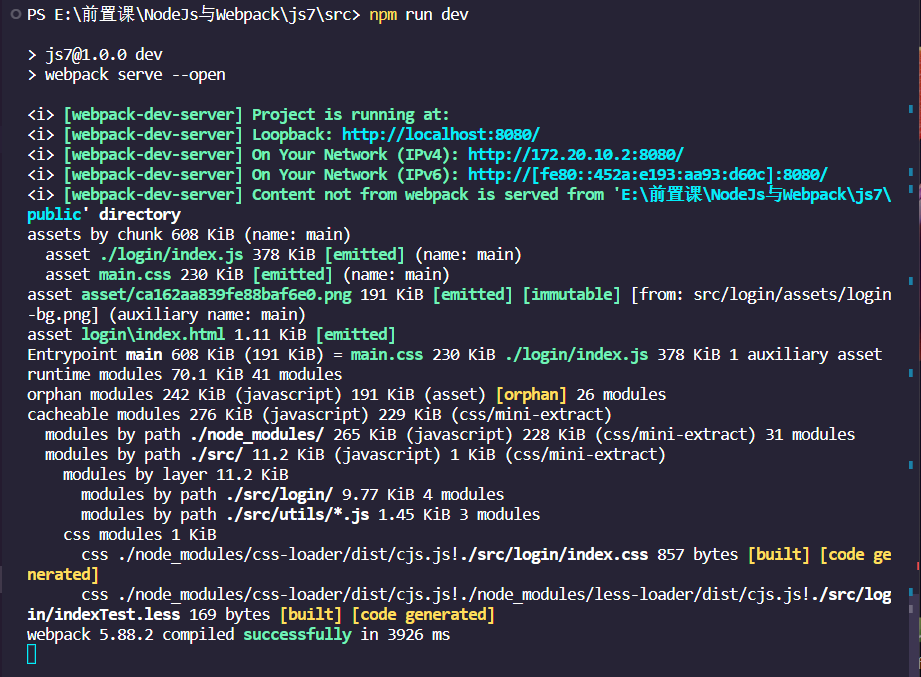 PS E:\前置课\NodeJs与Webpack\js7\src> npm run dev
> js7@1.0.0 dev
> webpack serve --open
<i> [webpack-dev-server] Project is running at:
<i> [webpack-dev-server] Loopback: http://localhost:8080/
<i> [webpack-dev-server] On Your Network (IPv4): http://172.20.10.2:8080/
<i> [webpack-dev-server] On Your Network (IPv6): http://[fe80::452a:e193:aa93:d60c]:8080/
<i> [webpack-dev-server] Content not from webpack is served from 'E:\前置课\NodeJs与Webpack\js7\
public' directory
assets by chunk 608 KiB (name: main)
  asset ./login/index.js 378 KiB [emitted] (name: main)
  asset main.css 230 KiB [emitted] (name: main)
asset asset/ca162aa839fe88baf6e0.png 191 KiB [emitted] [immutable] [from: src/login/assets/login
-bg.png] (auxiliary name: main)
asset login\index.html 1.11 KiB [emitted]
Entrypoint main 608 KiB (191 KiB) = main.css 230 KiB ./login/index.js 378 KiB 1 auxiliary asset
runtime modules 70.1 KiB 41 modules
orphan modules 242 KiB (javascript) 191 KiB (asset) [orphan] 26 modules
cacheable modules 276 KiB (javascript) 229 KiB (css/mini-extract)
  modules by path ./node_modules/ 265 KiB (javascript) 228 KiB (css/mini-extract) 31 modules
  modules by path ./src/ 11.2 KiB (javascript) 1 KiB (css/mini-extract)
    modules by layer 11.2 KiB
      modules by path ./src/login/ 9.77 KiB 4 modules
      modules by path ./src/utils/*.js 1.45 KiB 3 modules
    css modules 1 KiB
      css ./node_modules/css-loader/dist/cjs.js!./src/login/index.css 857 bytes [built] [code ge
nerated]
      css ./node_modules/css-loader/dist/cjs.js!./node_modules/less-loader/dist/cjs.js!./src/log
in/indexTest.less 169 bytes [built] [code generated]
webpack 5.88.2 compiled successfully in 3926 ms